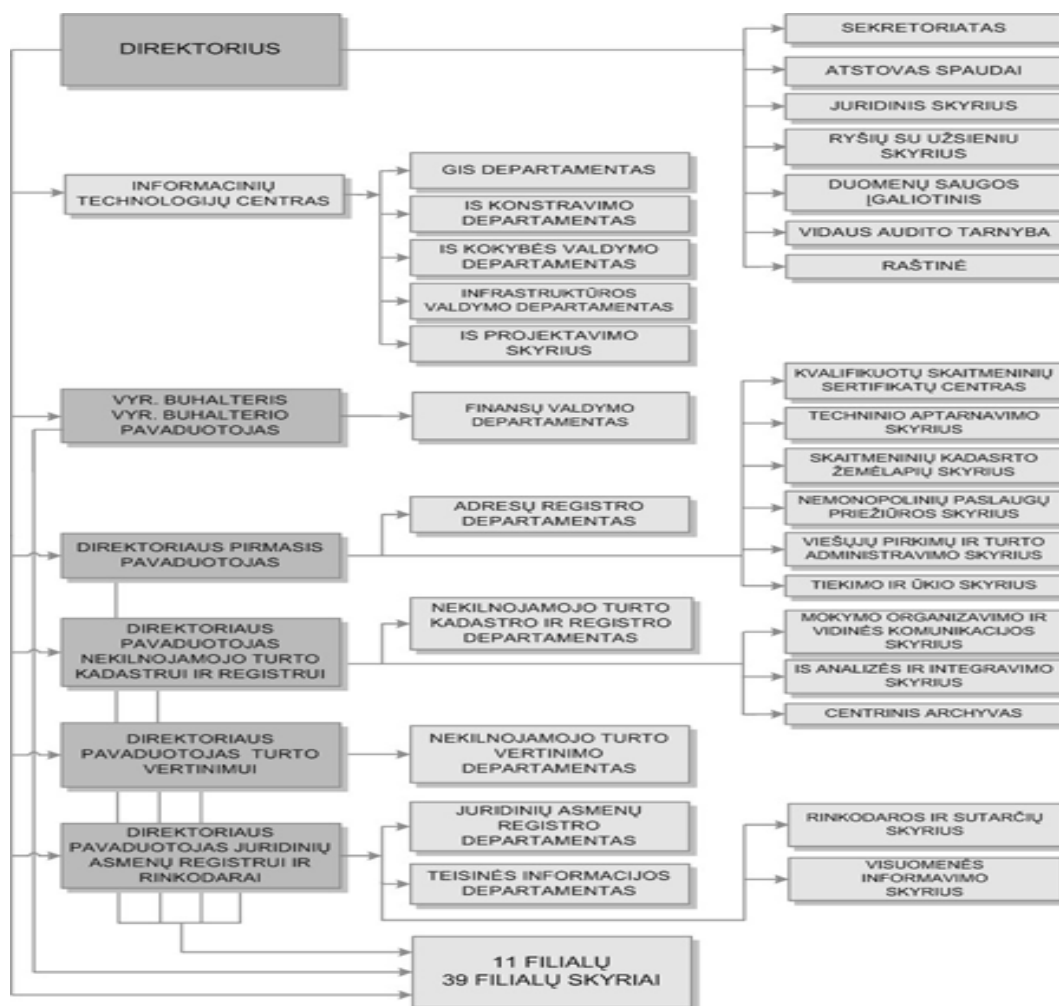 DIREKTORIUS
SEKRETORIATAS
ATSTOVAS SPAUDAI
JURIDINIS SKYRIUS
RYŠIŲ SU UŽSIENIU
SKYRIUS
DUOMENŲ SAUGOS
ĮGALIOTINIS
VIDAUS AUDITO TARNYBA
RAŠTINĖ
INFORMACINIŲ
TECHNOLOGIJŲ CENTRAS
GIS DEPARTAMENTAS
IS KONSTRAVIMO
DEPARTAMENTAS
IS KOKYBĖS VALDYMO
DEPARTAMENTAS
INFRASTRUKTŪROS
VALDYMO DEPARTAMENTAS
IS PROJEKTAVIMO
SKYRIUS
VYR. BUHALTERIS
VYR. BUHALTERIO
PAVADUOTOJAS
FINANSŲ VALDYMO
DEPARTAMENTAS
DIREKTORIAUS PIRMASIS
PAVADUOTOJAS
ADRESŲ REGISTRO
DEPARTAMENTAS
KVALIFIKUOTŲ SKAITMENINIŲ
SERTIFIKATŲ CENTRAS
TECHNINIO APTARNAVIMO
SKYRIUS
SKAITMENINIŲ KADASRTO
ŽEMĖLAPIŲ SKYRIUS
NEMONOPOLINIŲ PASLAUGŲ
PRIEŽIŪROS SKYRIUS
VIEŠŲJŲ PIRKIMŲ IR TURTO
ADMINISTRAVIMO SKYRIUS
TIEKIMO IR ŪKIO SKYRIUS
DIREKTORIAUS
PAVADUOTOJAS
NEKILNOJAMOJO TURTO
KADASTRUI IR REGISTRUI
NEKILNOJAMOJO TURTO
KADASTRO IR REGISTRO
DEPARTAMENTAS
MOKYMO ORGANIZAVIMO IR
VIDINĖS KOMUNIKACIJOS
SKYRIUS
IS ANALIZĖS IR INTEGRAVIMO
SKYRIUS
CENTRINIS ARCHYVAS
DIREKTORIAUS
PAVADUOTOJAS TURTO
VERTINIMUI
NEKILNOJAMOJO TURTO
VERTINIMO
DEPARTAMENTAS
DIREKTORIAUS
PAVADUOTOJAS JURIDINIŲ
ASMENŲ REGISTRUI IR
RINKODARAI
JURIDINIŲ ASMENŲ
REGISTRO
DEPARTAMENTAS
TEISINĖS INFORMACIJOS
DEPARTAMENTAS
RINKODAROS IR SUTARČIŲ
SKYRIUS
VISUOMENĖS
INFORMAVIMO
SKYRIUS
11 FILIALŲ
39 FILIALŲ SKYRIAI